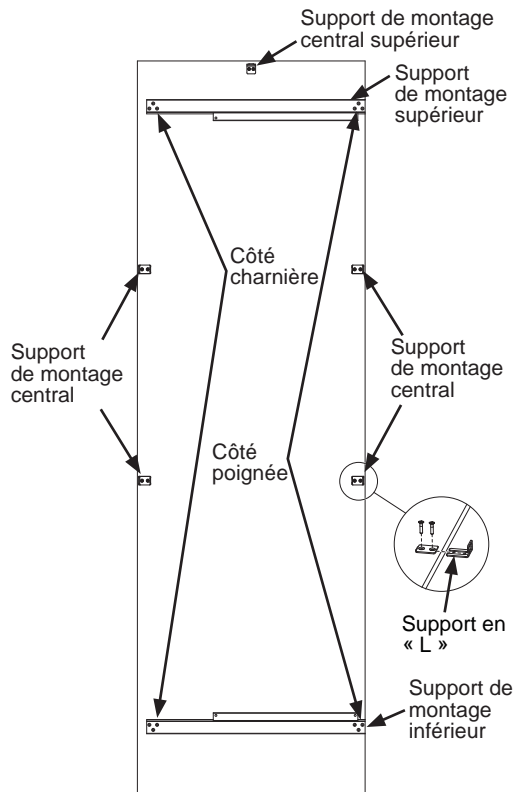 Support de montage
central supérieur
Support
de montage
supérieur
Côté
charnière
Support
de montage
central
Support
de montage
central
Côté
poignée
Support en
« L »
Support de
montage
inférieur